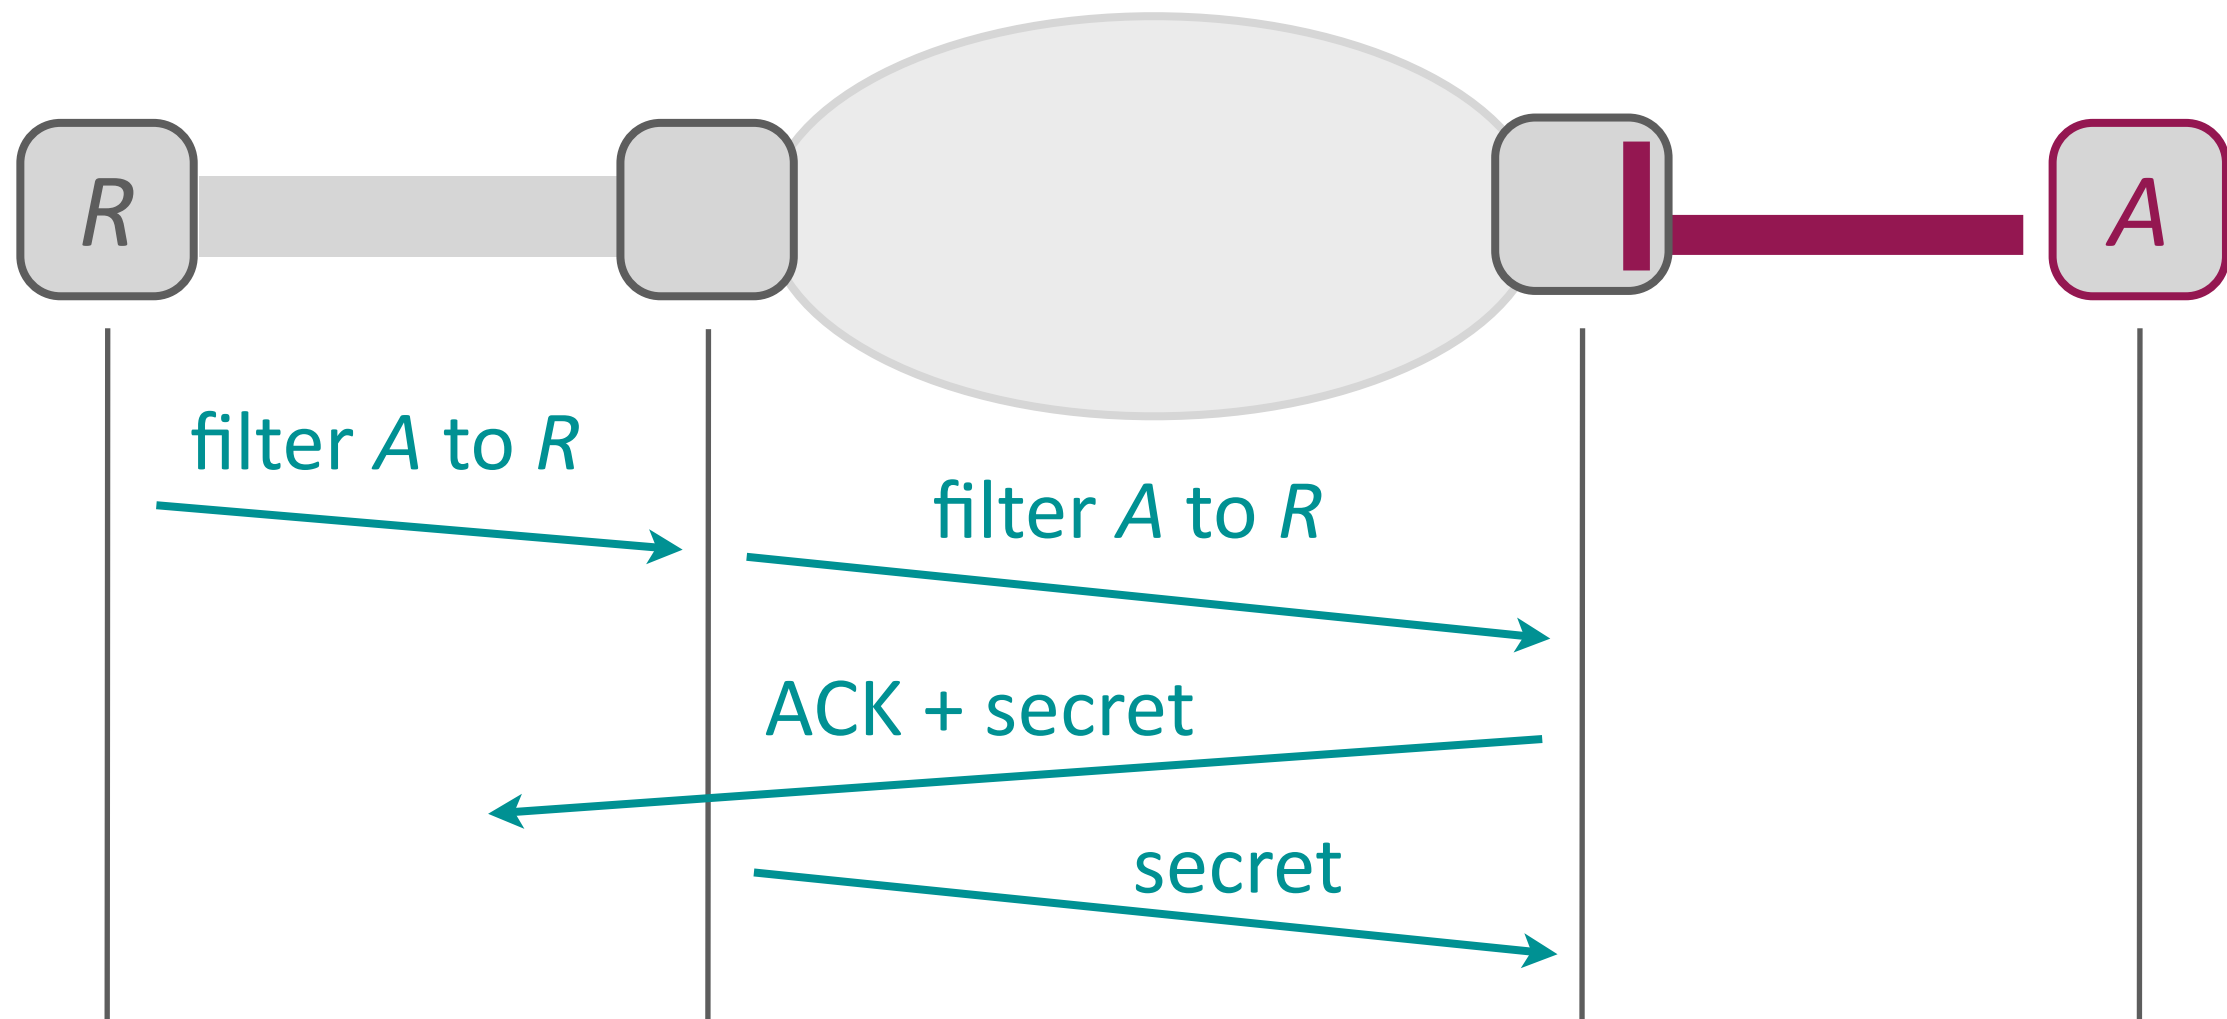 R
A
filter A to R
filter A to R
ACK + secret
secret